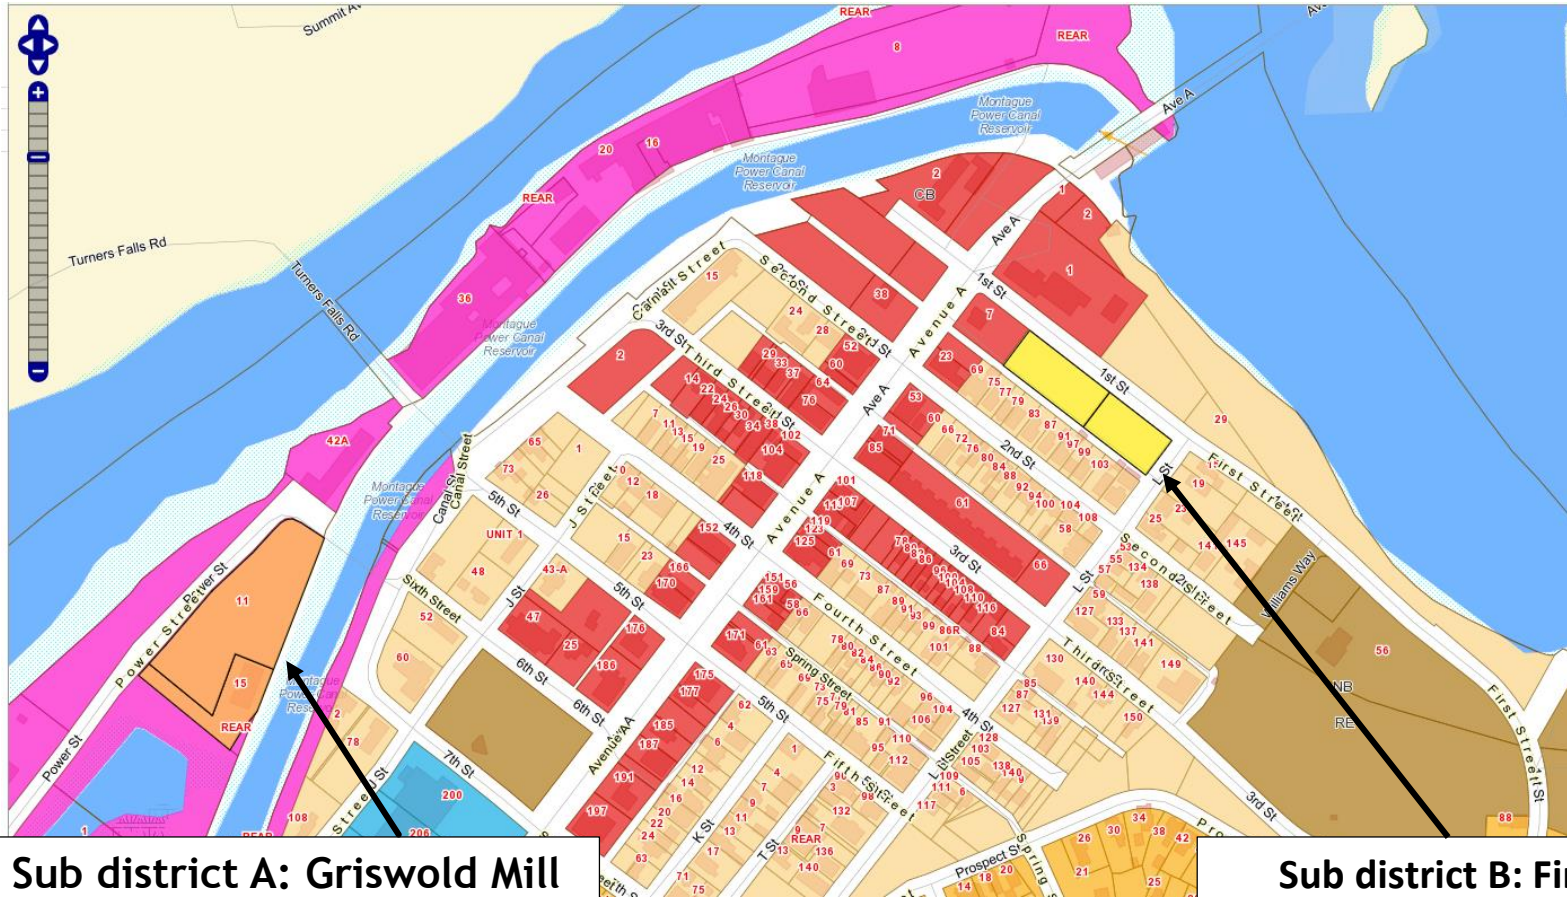 Summit Av
REAR
8
REAR
Ave A
Montague
Power Canal
Reservoir
20
16
REAR
Montague
Power Canal
Reservoir
2
CB
1
2
Ave A
1
Turners Falls Rd
Turners Falls Rd
36
Montague
Power Canal
Reservoir
Canal Street
15
Second Street
38
1st St
7
24
28
52
60
2nd St
Avenue A
23
69
75
77
79
83
87
91
97
99
103
1st St
29
2
3rd St
Third Street
29
33
37
64
76
14
22
24
26
30
34
38
102
104
118
7
11
13
15
19
25
Ave A
53
60
66
72
76
80
84
88
92
94
100
104
108
58
2nd St
71
85
61
66
3rd St
L St
First Street
19
25
42A
Montague
Power Canal
Reservoir
Canal St
Canal Street
65
1
73
26
5th St
J Street
12
18
15
23
152
166
170
4th St
Avenue A
101
107
119
125
61
69
73
87
89
91
93
99
86R
101
88
84
116
110
108
UNIT 1
48
43-A
5th St
J St
Sixth Street
52
60
47
25
176
186
6th St
6th St
151
159
161
56
58
66
171
61
63
65
Fourth Street
78
80
82
84
86
90
92
96
104
106
Spring Street
69
73
75
79
81
85
91
95
110
112
4th St
L St
Second Street
53
55
57
59
134
138
127
133
137
141
149
145
Williams Way
56
NB
Third Street
130
140
144
150
85
87
127
131
139
First Street
Power St
Power Street
11
15
REAR
2
78
108
7th St
200
206
175
177
185
187
191
197
5th St
62
4
6
12
14
16
20
22
24
63
1
4
7
9
11
13
17
71
75
K St
T St
Fifth Street
132
REAR
136
140
128
103
105
109
111
117
138
140
9
6
3rd St
Prospect St
14
18
20
26
30
34
38
42
21
25
88
Power St
1
REAR
Sub district A: Griswold Mill
Sub district B: Fi